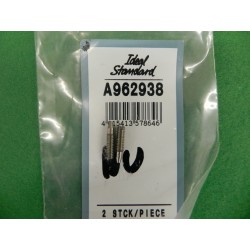 Ideal
Standard
A962938
4 015413 578646
2 STCK/PIECE